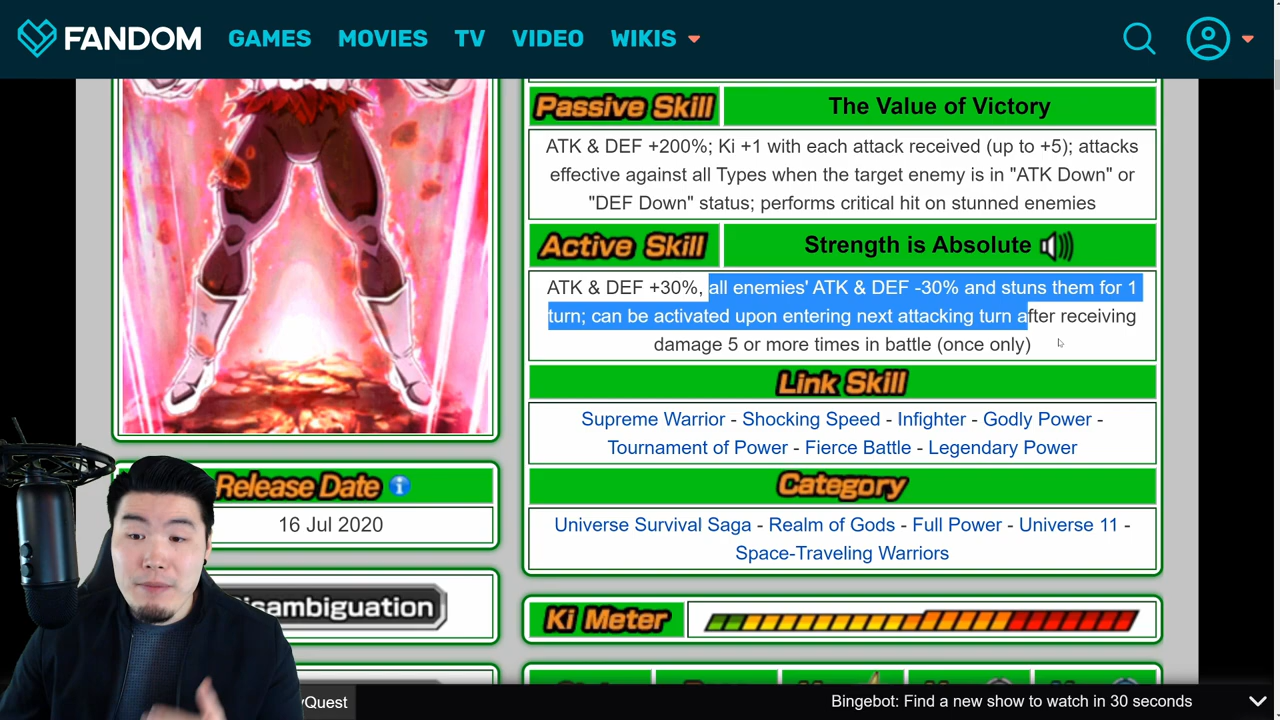 FANDOM GAMES MOVIES TV VIDEO WIKIS
Passive Skill
The Value of Victory
ATK & DEF +200%; Ki +1 with each attack received (up to +5); attacks
effective against all Types when the target enemy is in "ATK Down" or
"DEF Down" status; performs critical hit on stunned enemies
Active Skill
Strength is Absolute
ATK & DEF +30%, all enemies' ATK & DEF -30% and stuns them for 1
turn; can be activated upon entering next attacking turn after receiving
damage 5 or more times in battle (once only)
Link Skill
Supreme Warrior - Shocking Speed - Infighter - Godly Power -
Tournament of Power - Fierce Battle - Legendary Power
Category
Universe Survival Saga - Realm of Gods - Full Power - Universe 11 -
Space-Traveling Warriors
Ki Meter
Release Date
16 Jul 2020
isambiguation
Quest
Bingebot: Find a new show to watch in 30 seconds